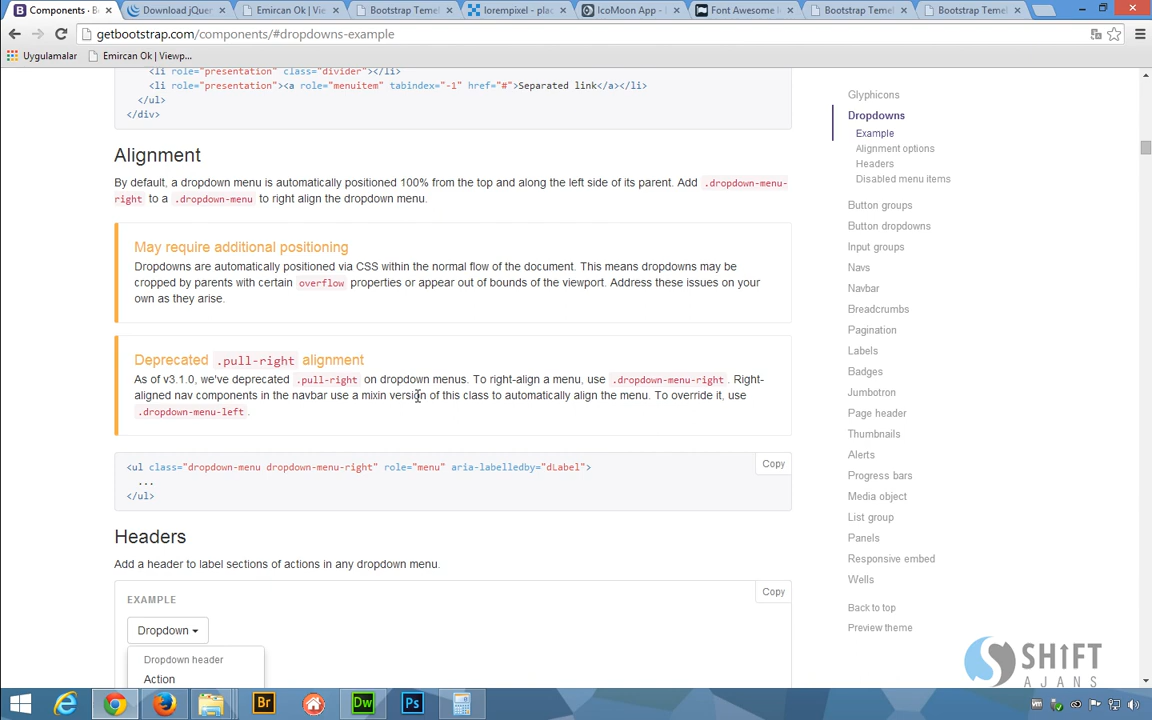 Components · B
Download jQuer
Emircan Ok | Viev
Bootstrap Temel
lorempixel - plac
IcoMoon App - I
Font Awesome I
Bootstrap Temel
Bootstrap Temel
getbootstrap.com/components/#dropdowns-example
Uygulamalar
Emircan Ok | Viewp...
<li role="presentation" class="divider"></li>
<li role="presentation"><a role="menuitem" tabindex="-1" href="#">Separated link</a></li>
</ul>
</div>
Alignment
By default, a dropdown menu is automatically positioned 100% from the top and along the left side of its parent. Add .dropdown-menu-
right to a .dropdown-menu to right align the dropdown menu.
May require additional positioning
Dropdowns are automatically positioned via CSS within the normal flow of the document. This means dropdowns may be
cropped by parents with certain overflow properties or appear out of bounds of the viewport. Address these issues on your
own as they arise.
Deprecated .pull-right alignment
As of v3.1.0, we've deprecated .pull-right on dropdown menus. To right-align a menu, use .dropdown-menu-right. Right-
aligned nav components in the navbar use a mixin version of this class to automatically align the menu. To override it, use
.dropdown-menu-left.
Copy
<ul class="dropdown-menu dropdown-menu-right" role="menu" aria-labelledby="dLabel">
...
</ul>
Headers
Add a header to label sections of actions in any dropdown menu.
Copy
EXAMPLE
Dropdown
Dropdown header
Action
Glyphicons
Dropdowns
Example
Alignment options
Headers
Disabled menu items
Button groups
Button dropdowns
Input groups
Navs
Navbar
Breadcrumbs
Pagination
Labels
Badges
Jumbotron
Page header
Thumbnails
Alerts
Progress bars
Media object
List group
Panels
Responsive embed
Wells
Back to top
Preview theme
SHIFT
AJANS
Br
Dw
Ps